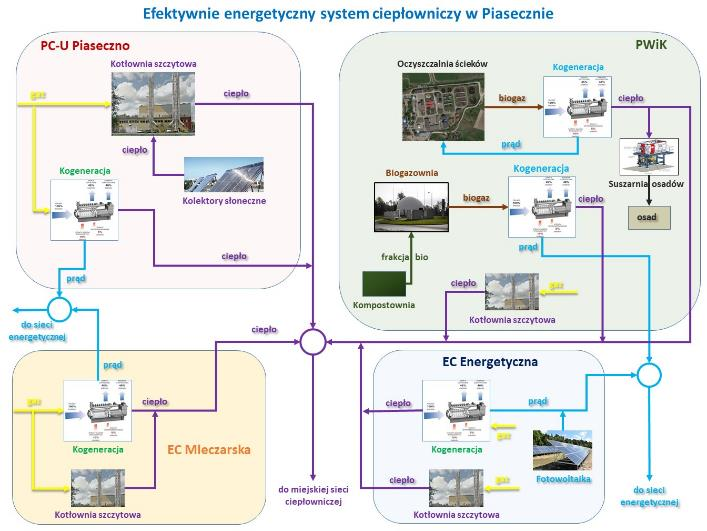 Efektywnie energetyczny system ciepłowniczy w Piasecznie
PC-U Piaseczno
Kotłownia szczytowa
gaz
ciepło
ciepło
Kogeneracja
Kolektory słoneczne
ciepło
prąd
do sieci
energetycznej
PWiK
Oczyszczalnia ścieków
Kogeneracja
biogaz
ciepło
prąd
Suszarnia osadów
osad
Biogazownia
Kogeneracja
biogaz
ciepło
frakcja bio
prąd
Kompostownia
ciepło
gaz
Kotłownia szczytowa
ciepło
gaz
ciepło
Kogeneracja
EC Mleczarska
Kotłownia szczytowa
do miejskiej sieci
ciepłowniczej
EC Energetyczna
ciepło
prąd
gaz
Kogeneracja
Fotowoltaika
ciepło
gaz
Kotłownia szczytowa
do sieci
energetycznej